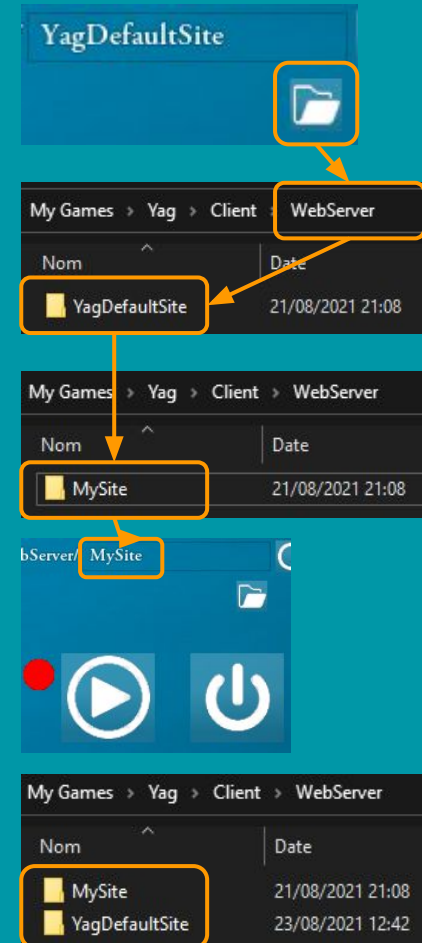 YagDefaultSite
My Games > Yag > Client > WebServer
Nom Date
YagDefaultSite 21/08/2021 21:08
My Games > Yag > Client > WebServer
Nom Date
MySite 21/08/2021 21:08
bServer/ MySite
My Games > Yag > Client > WebServer
Nom Date
MySite 21/08/2021 21:08
YagDefaultSite 23/08/2021 12:42